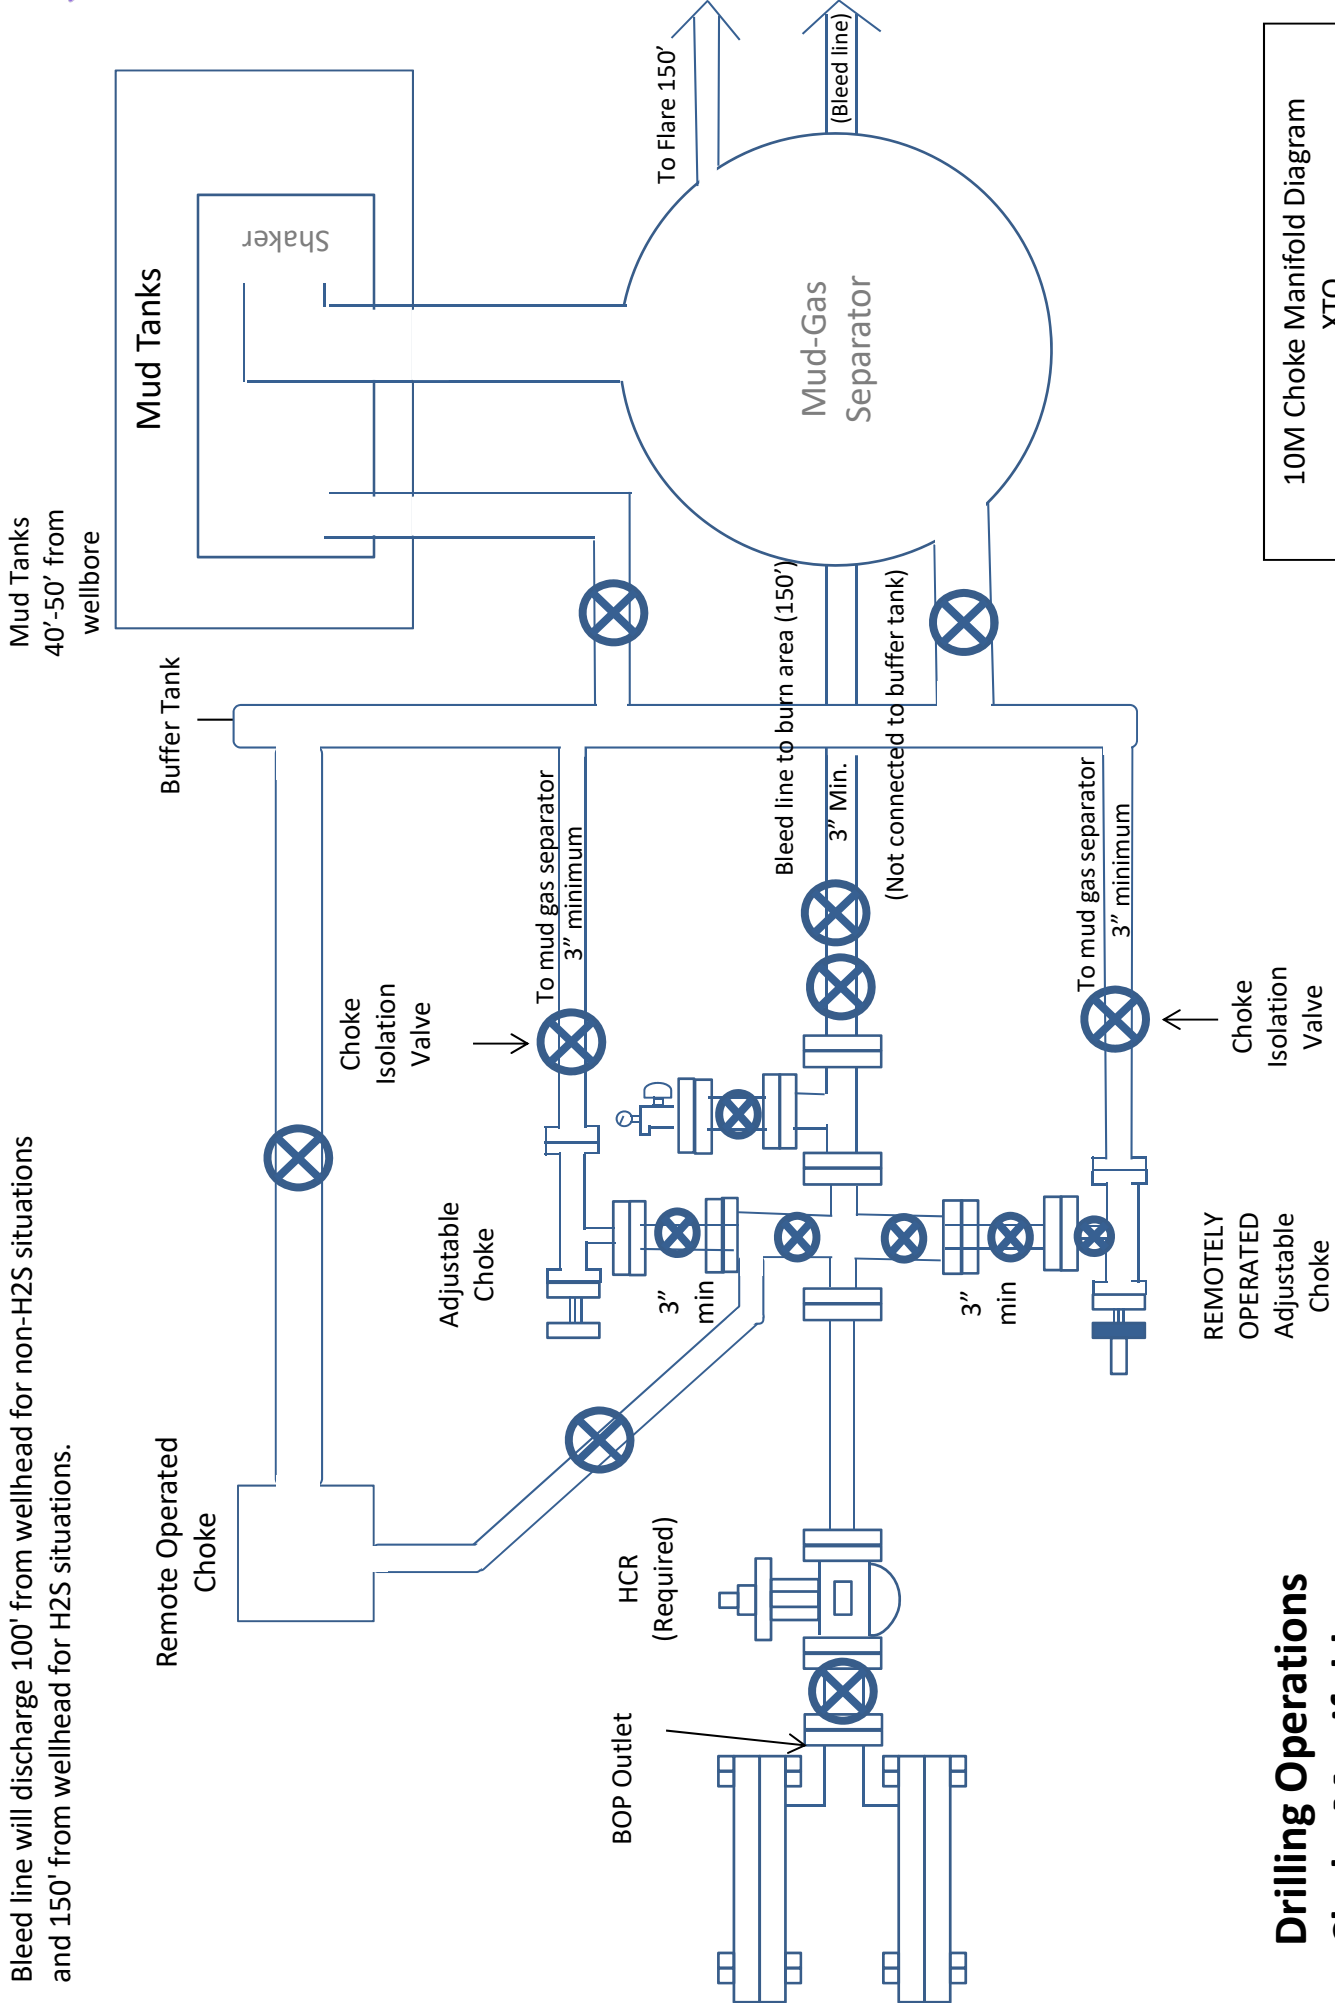 Bleed line will discharge 100' from wellhead for non-H2S situations
and 150' from wellhead for H2S situations.
Mud Tanks
40’-50’ from
wellbore
Mud Tanks
Shaker
Remote Operated
Choke
Buffer Tank
To Flare 150’
(Bleed line)
Mud-Gas
Separator
Choke
Isolation
Valve
To mud gas separator
3” minimum
Adjustable
Choke
3”
min
Bleed line to burn area (150’)
3” Min.
(Not connected to buffer tank)
HCR
(Required)
BOP Outlet
3”
min
To mud gas separator
3” minimum
REMOTELY
OPERATED
Adjustable
Choke
Choke
Isolation
Valve
Drilling Operations
10M Choke Manifold Diagram
XTO